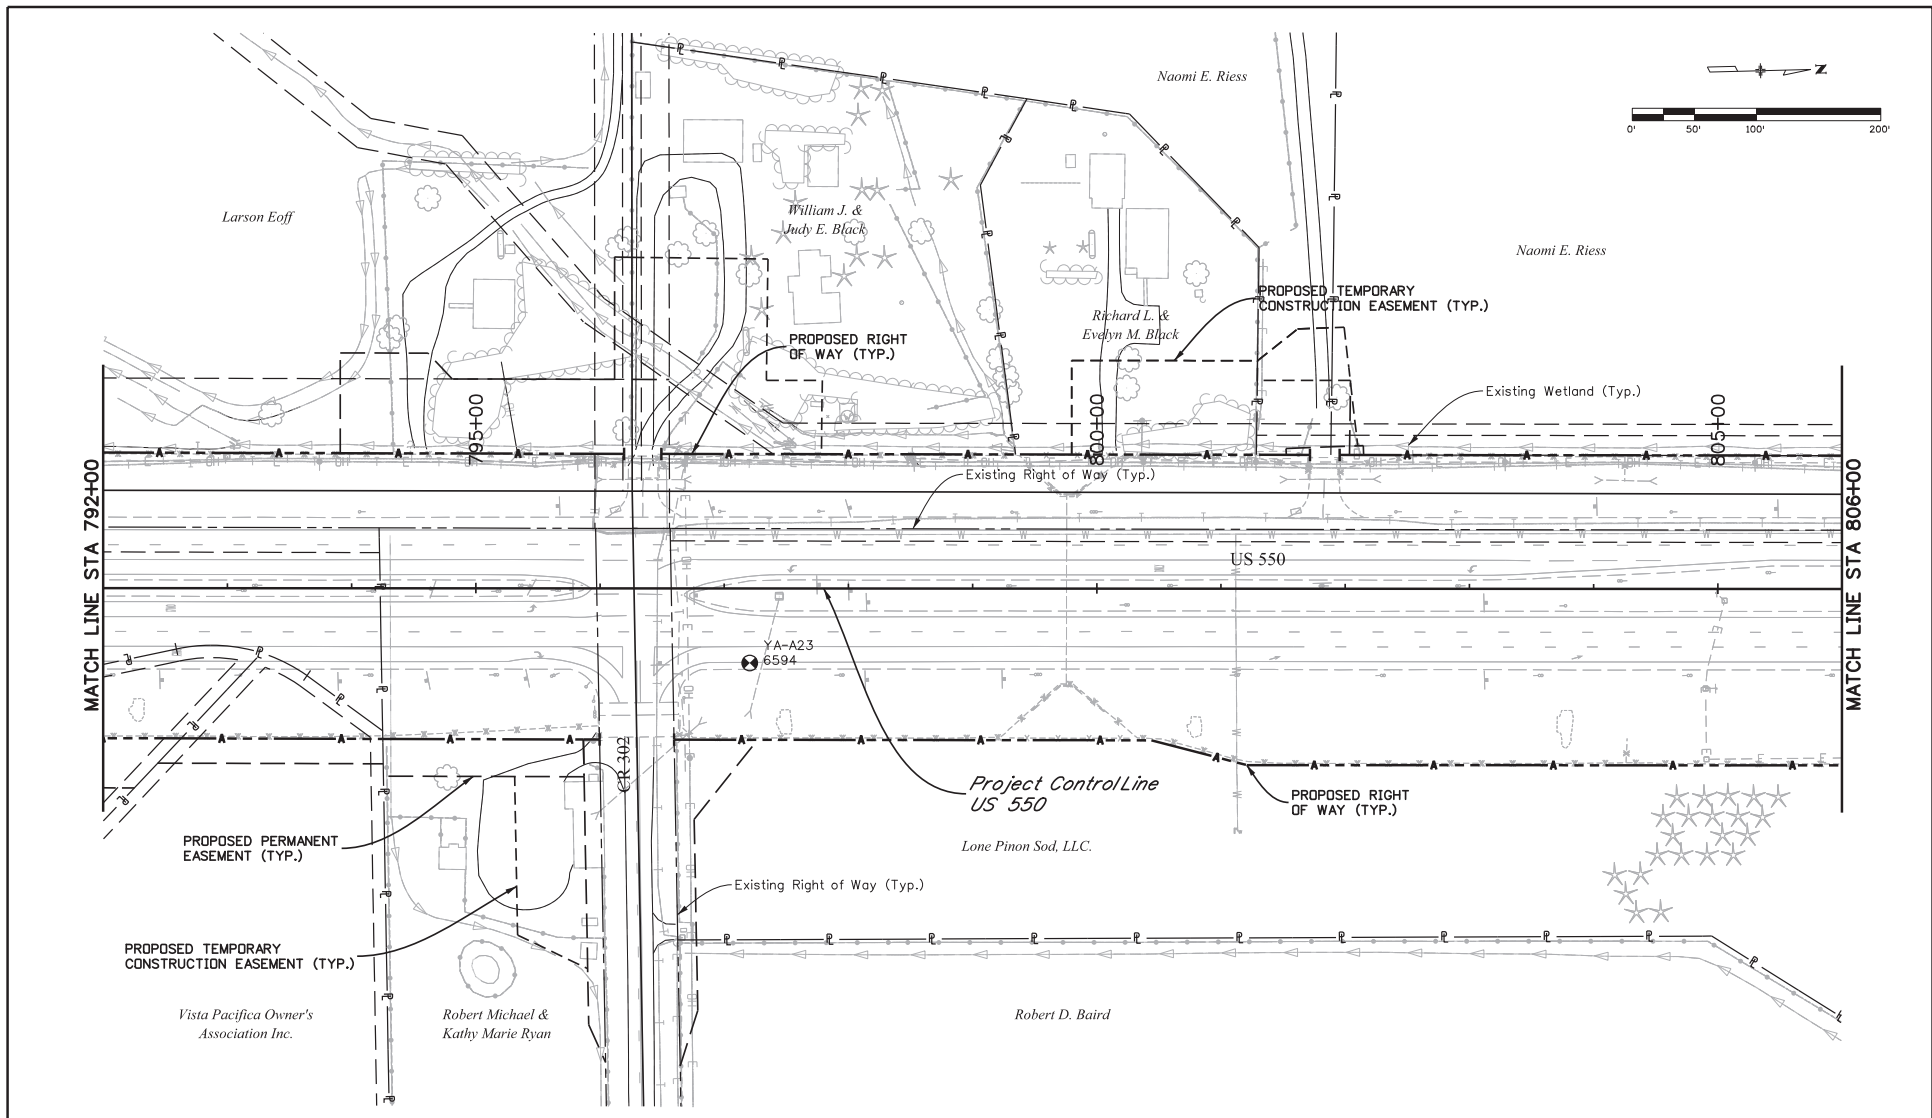 Naomi E. Riess
N
0'
50'
100'
200'
Larson Eoff
William J. &
Judy E. Black
Naomi E. Riess
PROPOSED TEMPORARY
CONSTRUCTION EASEMENT (TYP.)
Richard L. &
Evelyn M. Black
PROPOSED RIGHT
OF WAY (TYP.)
Existing Wetland (Typ.)
795+00
800+00
805+00
MATCH LINE STA 792+00
Existing Right of Way (Typ.)
MATCH LINE STA 806+00
US 550
YA-A23
6594
CR 302
Project Control Line
US 550
PROPOSED RIGHT
OF WAY (TYP.)
PROPOSED PERMANENT
EASEMENT (TYP.)
Lone Pinon Sod, LLC.
Existing Right of Way (Typ.)
PROPOSED TEMPORARY
CONSTRUCTION EASEMENT (TYP.)
Vista Pacifica Owner's
Association Inc.
Robert Michael &
Kathy Marie Ryan
Robert D. Baird